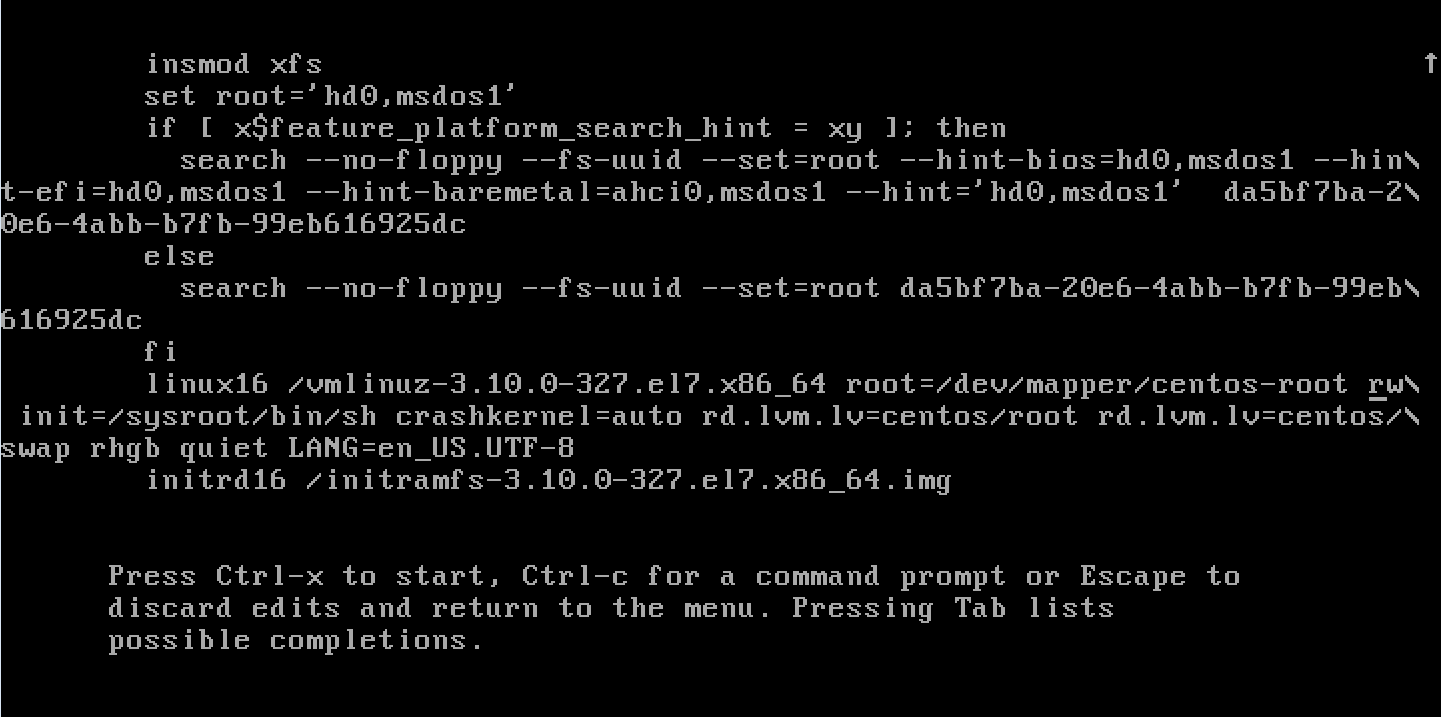 insmod xfs ↑
set root='hd0,msdos1'
if [ x$feature_platform_search_hint = xy ]; then
search --no-floppy --fs-uuid --set=root --hint-bios=hd0,msdos1 --hin\
t-efi=hd0,msdos1 --hint-baremetal=ahci0,msdos1 --hint='hd0,msdos1'  da5bf7ba-2\
0e6-4abb-b7fb-99eb616925dc
else
search --no-floppy --fs-uuid --set=root da5bf7ba-20e6-4abb-b7fb-99eb\
616925dc
fi
linux16 /vmlinuz-3.10.0-327.el7.x86_64 root=/dev/mapper/centos-root rw\
init=/sysroot/bin/sh crashkernel=auto rd.lvm.lv=centos/root rd.lvm.lv=centos/\
swap rhgb quiet LANG=en_US.UTF-8
initrd16 /initramfs-3.10.0-327.el7.x86_64.img
Press Ctrl-x to start, Ctrl-c for a command prompt or Escape to
discard edits and return to the menu. Pressing Tab lists
possible completions.